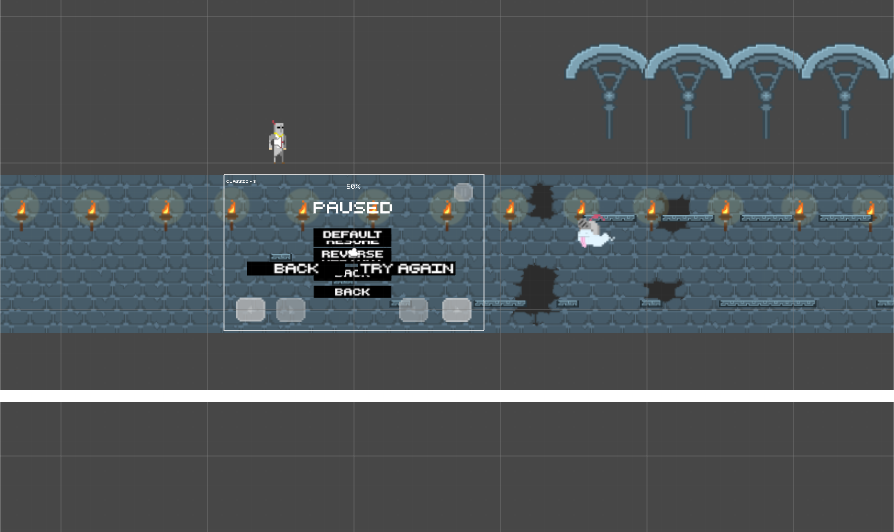 50%
PAUSED
DEFAULT
REVERSE
BACK TRY AGAIN
BACK